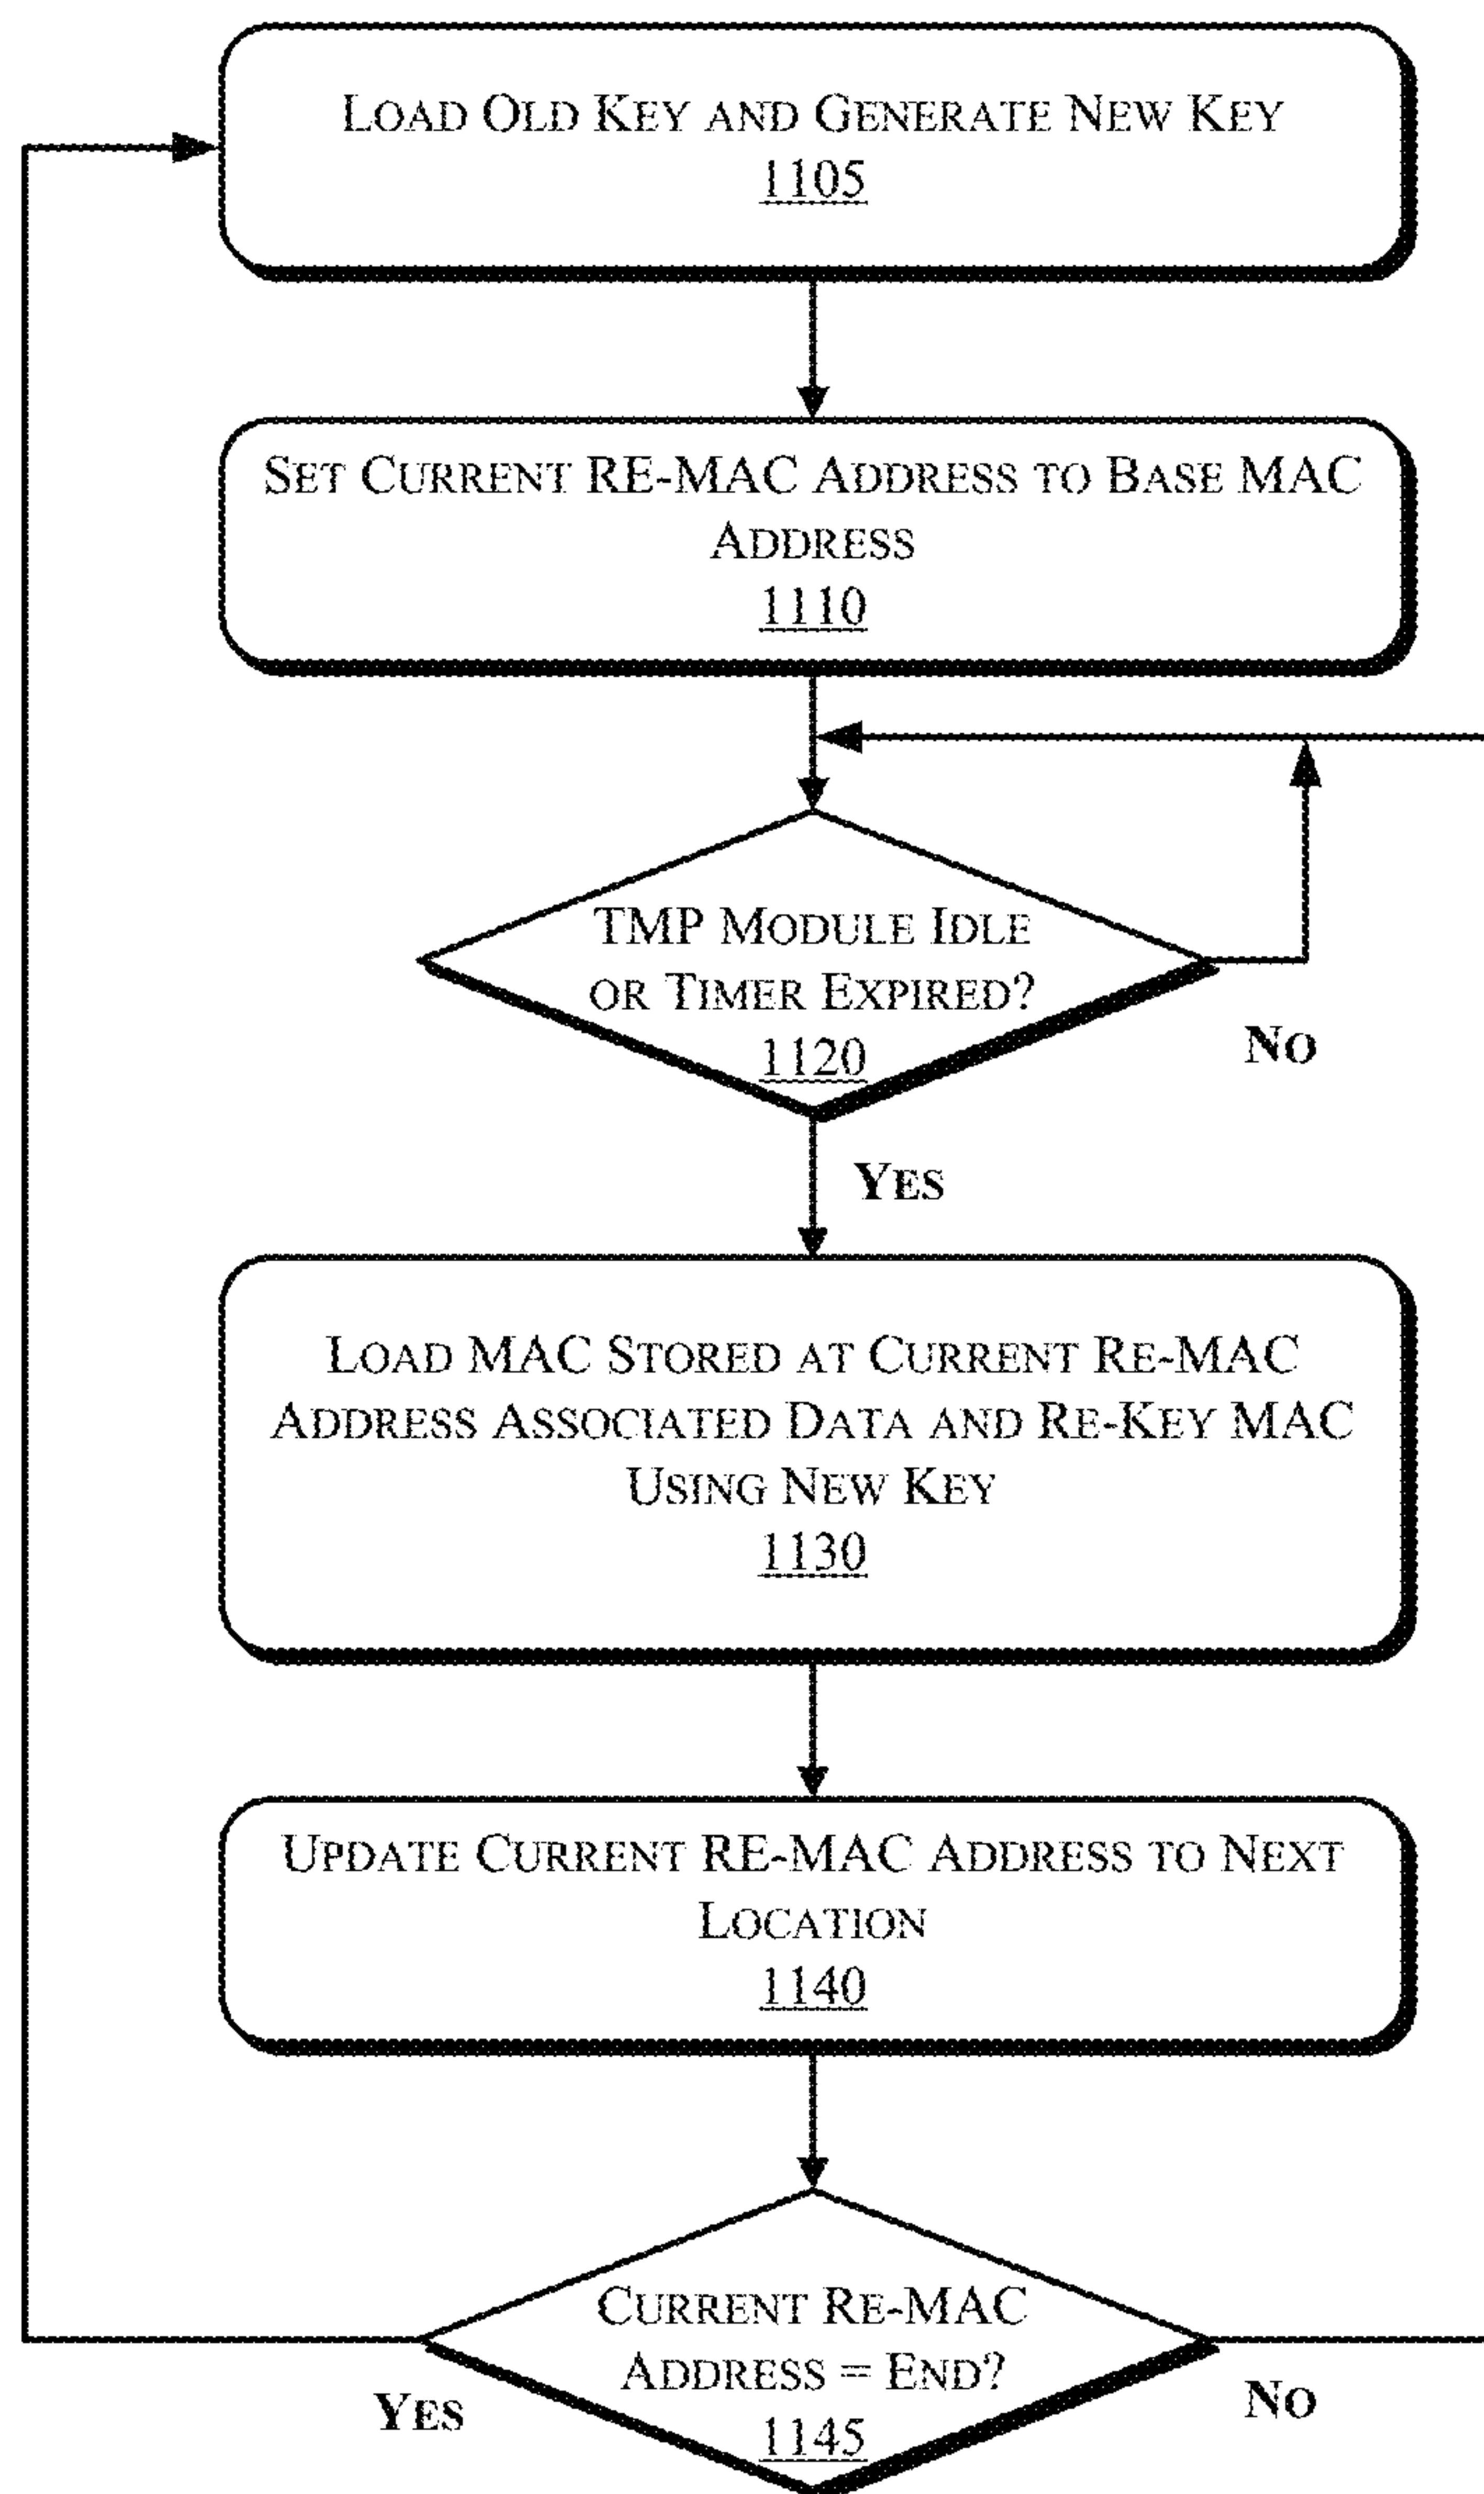 LOAD OLD KEY AND GENERATE NEW KEY
1105
SET CURRENT RE-MAC ADDRESS TO BASE MAC
ADDRESS
1110
TMP MODULE IDLE
OR TIMER EXPIRED?
1120
NO
YES
LOAD MAC STORED AT CURRENT RE-MAC
ADDRESS ASSOCIATED DATA AND RE-KEY MAC
USING NEW KEY
1130
UPDATE CURRENT RE-MAC ADDRESS TO NEXT
LOCATION
1140
CURRENT RE-MAC
ADDRESS = END?
1145
YES
NO